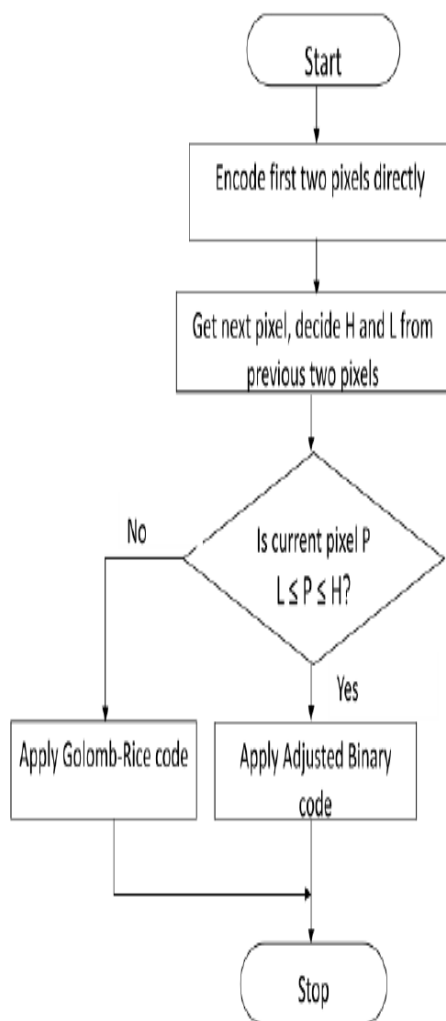 Start
Encode first two pixels directly
Get next pixel, decide H and L from
previous two pixels
Is current pixel P
L ≤ P ≤ H?
No
Yes
Apply Golomb-Rice code
Apply Adjusted Binary
code
Stop